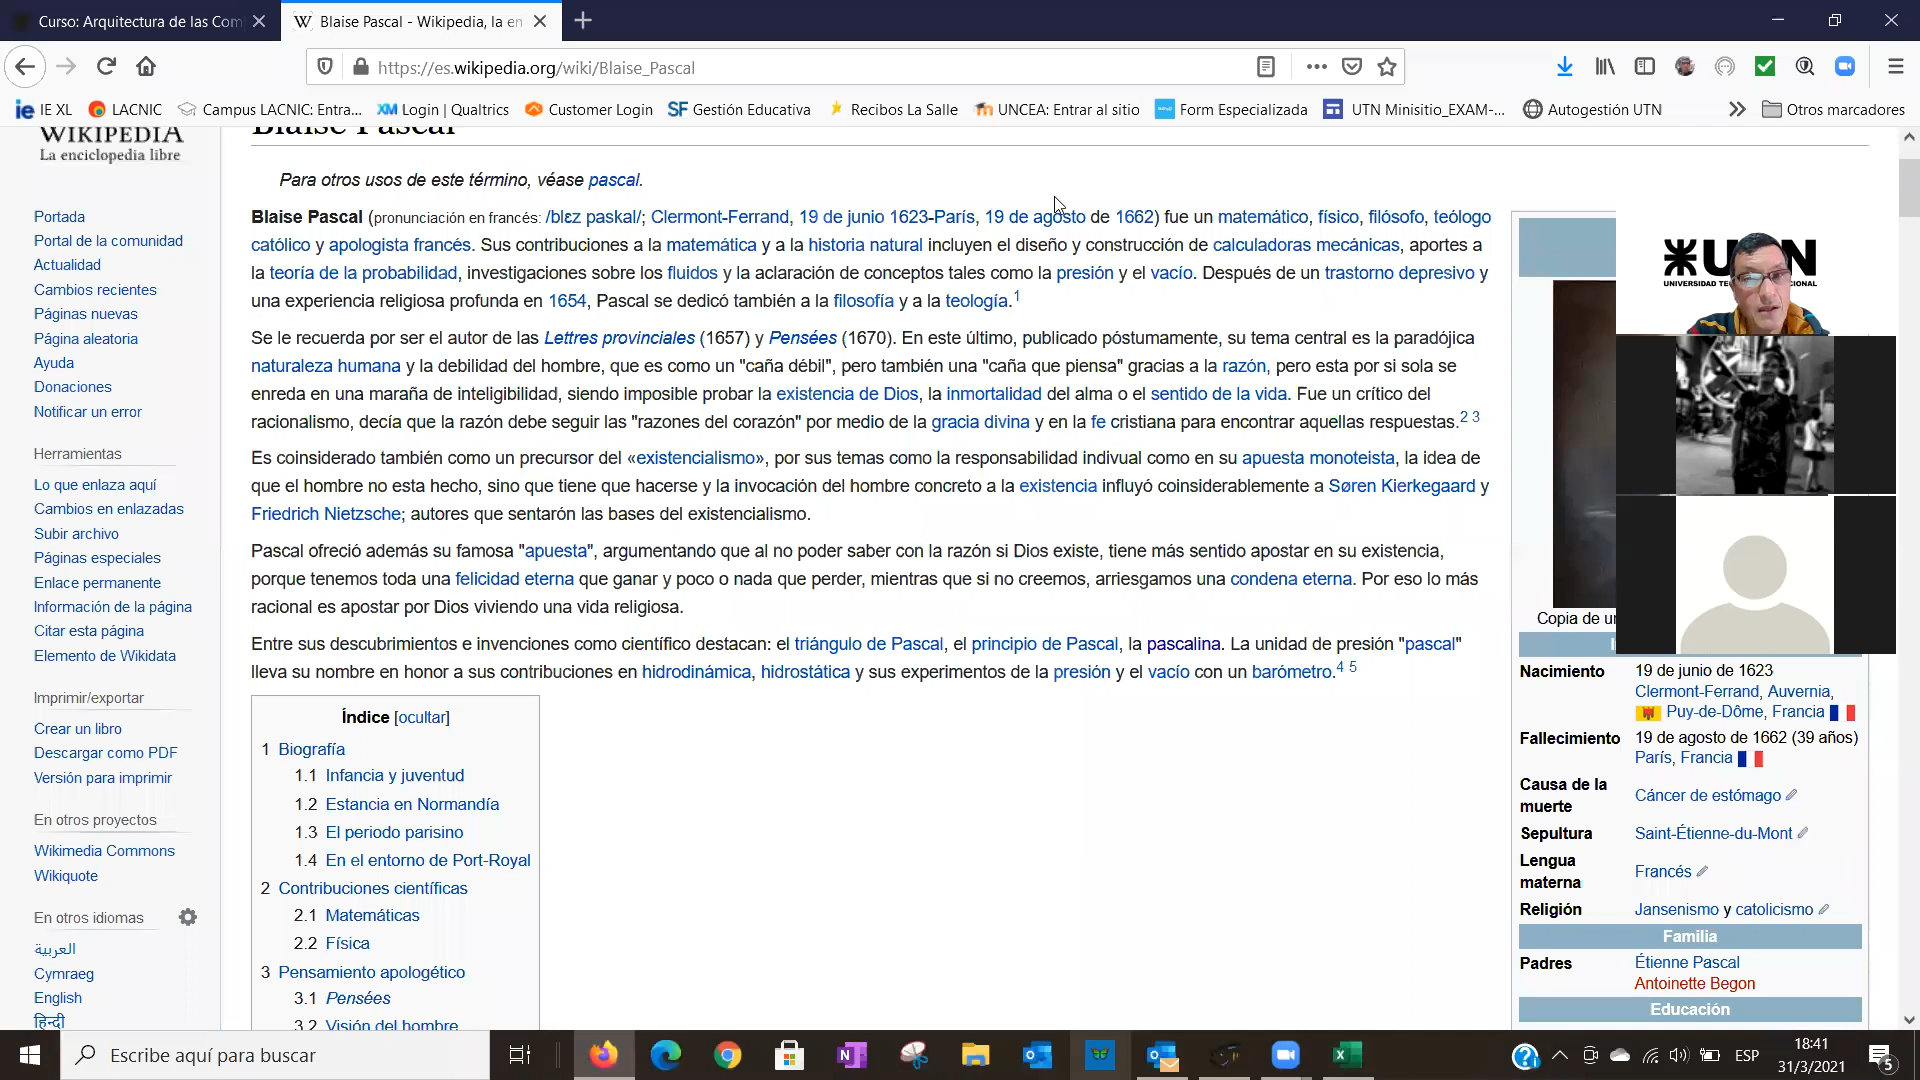 Curso: Arquitectura de las Com
Blaise Pascal - Wikipedia, la en
https://es.wikipedia.org/wiki/Blaise_Pascal
IE XL
LACNIC
Campus LACNIC: Entra...
Login | Qualtrics
Customer Login
Gestión Educativa
Recibos La Salle
UNCEA: Entrar al sitio
Form Especializada
UTN Minisitio_EXAM-...
Autogestión UTN
Otros marcadores
WIKIPEDIA
La enciclopedia libre
Portada
Portal de la comunidad
Actualidad
Cambios recientes
Páginas nuevas
Página aleatoria
Ayuda
Donaciones
Notificar un error
Herramientas
Lo que enlaza aquí
Cambios en enlazadas
Subir archivo
Páginas especiales
Enlace permanente
Información de la página
Citar esta página
Elemento de Wikidata
Imprimir/exportar
Crear un libro
Descargar como PDF
Versión para imprimir
En otros proyectos
Wikimedia Commons
Wikiquote
En otros idiomas
العربية
Cymraeg
English
हिन्दी
Blaise Pascal
Para otros usos de este término, véase pascal.
Blaise Pascal (pronunciación en francés: /blɛz paskal/; Clermont-Ferrand, 19 de junio 1623-París, 19 de agosto de 1662) fue un matemático, físico, filósofo, teólogo
católico y apologista francés. Sus contribuciones a la matemática y a la historia natural incluyen el diseño y construcción de calculadoras mecánicas, aportes a
la teoría de la probabilidad, investigaciones sobre los fluidos y la aclaración de conceptos tales como la presión y el vacío. Después de un trastorno depresivo y
una experiencia religiosa profunda en 1654, Pascal se dedicó también a la filosofía y a la teología.1
Se le recuerda por ser el autor de las Lettres provinciales (1657) y Pensées (1670). En este último, publicado póstumamente, su tema central es la paradójica
naturaleza humana y la debilidad del hombre, que es como un "caña débil", pero también una "caña que piensa" gracias a la razón, pero esta por si sola se
enreda en una maraña de inteligibilidad, siendo imposible probar la existencia de Dios, la inmortalidad del alma o el sentido de la vida. Fue un crítico del
racionalismo, decía que la razón debe seguir las "razones del corazón" por medio de la gracia divina y en la fe cristiana para encontrar aquellas respuestas.2 3
Es coinsiderado también como un precursor del «existencialismo», por sus temas como la responsabilidad indivual como en su apuesta monoteista, la idea de
que el hombre no esta hecho, sino que tiene que hacerse y la invocación del hombre concreto a la existencia influyó coinsiderablemente a Søren Kierkegaard y
Friedrich Nietzsche; autores que sentarón las bases del existencialismo.
Pascal ofreció además su famosa "apuesta", argumentando que al no poder saber con la razón si Dios existe, tiene más sentido apostar en su existencia,
porque tenemos toda una felicidad eterna que ganar y poco o nada que perder, mientras que si no creemos, arriesgamos una condena eterna. Por eso lo más
racional es apostar por Dios viviendo una vida religiosa.
Entre sus descubrimientos e invenciones como científico destacan: el triángulo de Pascal, el principio de Pascal, la pascalina. La unidad de presión "pascal"
lleva su nombre en honor a sus contribuciones en hidrodinámica, hidrostática y sus experimentos de la presión y el vacío con un barómetro.4 5
Índice [ocultar]
1 Biografía
1.1 Infancia y juventud
1.2 Estancia en Normandía
1.3 El periodo parisino
1.4 En el entorno de Port-Royal
2 Contribuciones científicas
2.1 Matemáticas
2.2 Física
3 Pensamiento apologético
3.1 Pensées
3.2 Visión del hombre
Copia de un
Nacimiento 19 de junio de 1623
Clermont-Ferrand, Auvernia,
Puy-de-Dôme, Francia
Fallecimiento 19 de agosto de 1662 (39 años)
París, Francia
Causa de la
muerte
Cáncer de estómago
Sepultura Saint-Étienne-du-Mont
Lengua
materna
Francés
Religión Jansenismo y catolicismo
Familia
Padres Étienne Pascal
Antoinette Begon
Educación
Escribe aquí para buscar
ESP
18:41
31/3/2021
5